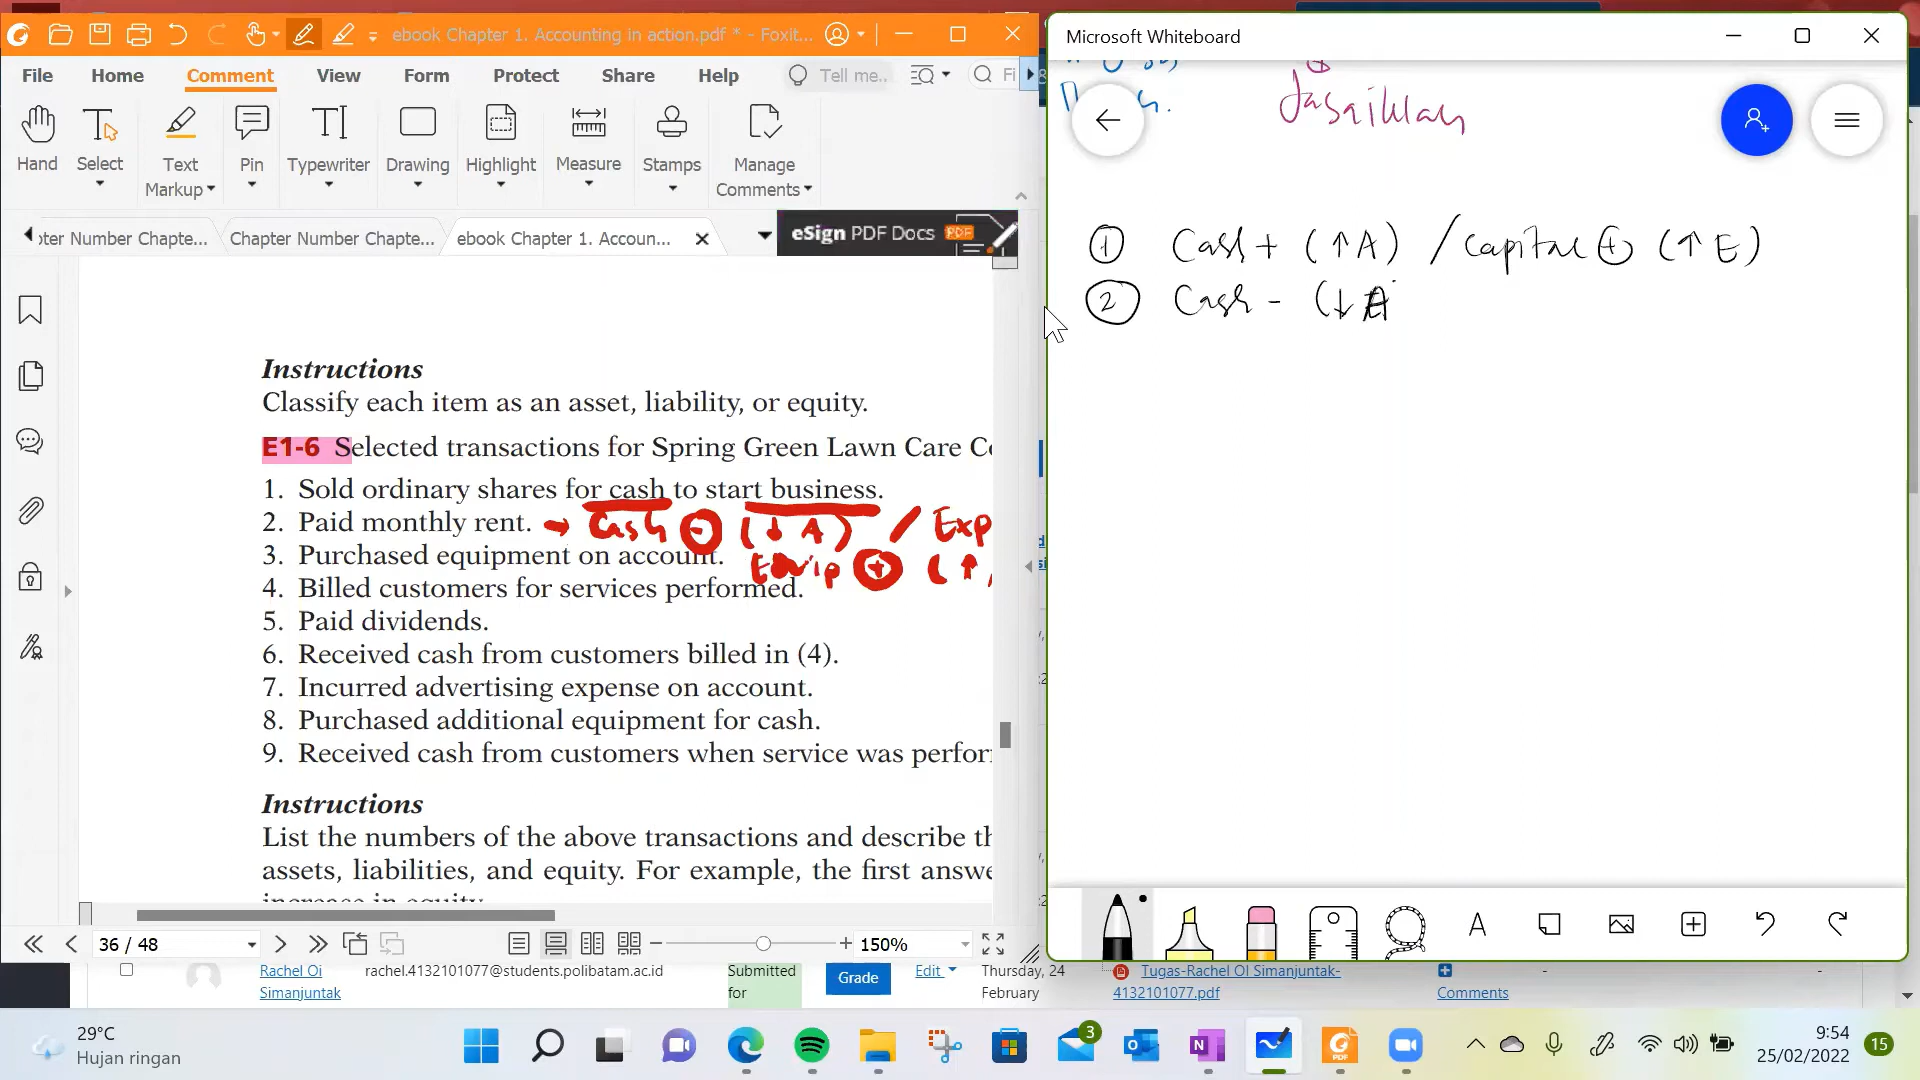 ebook Chapter 1. Accounting in action.pdf * - Foxit...
File Home Comment View Form Protect Share Help Tell me.. Fi
Hand Select Text Markup Pin Typewriter Drawing Highlight Measure Stamps Manage Comments
ter Number Chapte... Chapter Number Chapte... ebook Chapter 1. Accoun... eSign PDF Docs PDF
Instructions
Classify each item as an asset, liability, or equity.
E1-6 Selected transactions for Spring Green Lawn Care
1. Sold ordinary shares for cash to start business.
2. Paid monthly rent. → Cash - (↓ A) / Exp
3. Purchased equipment on account.
Equip + (↑
4. Billed customers for services performed.
5. Paid dividends.
6. Received cash from customers billed in (4).
7. Incurred advertising expense on account.
8. Purchased additional equipment for cash.
9. Received cash from customers when service was perfor
Instructions
List the numbers of the above transactions and describe th
assets, liabilities, and equity. For example, the first answe
increase in equity.
36 / 48 150%
Microsoft Whiteboard
① Cash + (↑ A) / Capital ⊕ (↑ E)
② Cash - (↓ A
A
Rachel Oi Simanjuntak
rachel.4132101077@students.polibatam.ac.id
Submitted for
Grade
Edit
Thursday, 24 February
Tugas-Rachel OI Simanjuntak-4132101077.pdf
Comments
-
-
29°C
Hujan ringan
3
9:54
25/02/2022
15